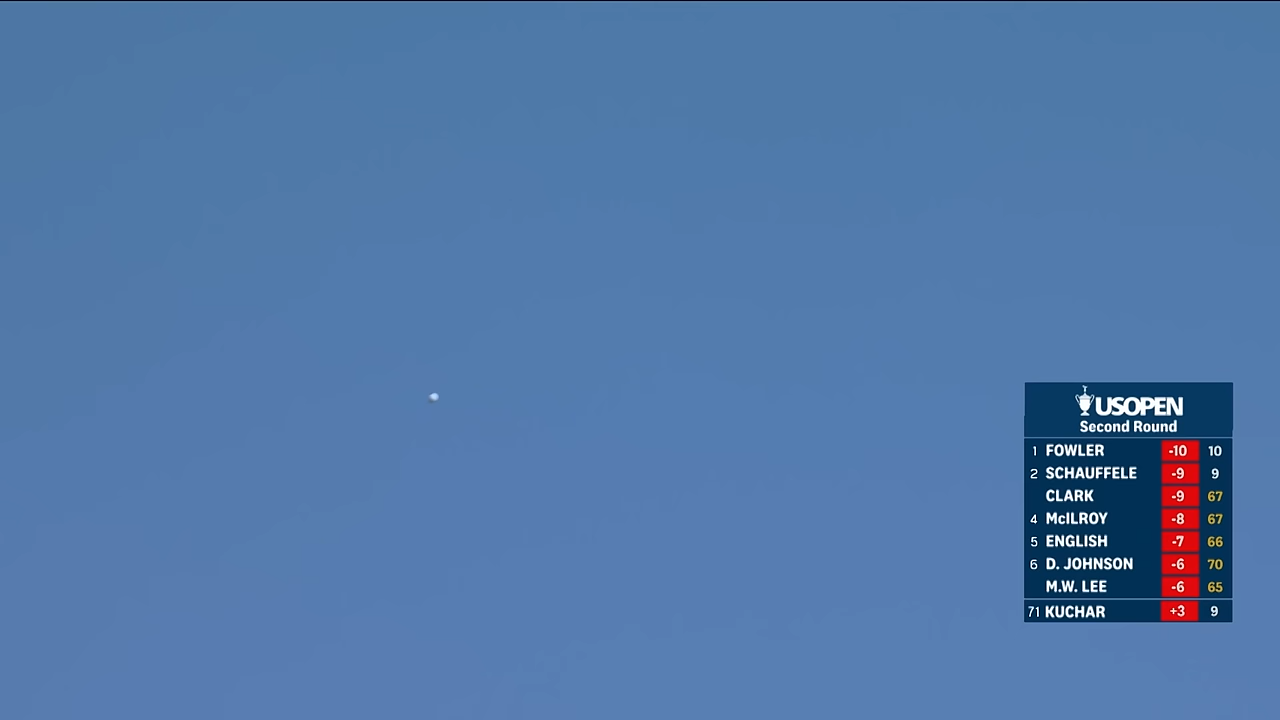 USOPEN
Second Round
1 FOWLER -10 10
2 SCHAUFFELE -9 9
CLARK -9 67
4 McILROY -8 67
5 ENGLISH -7 66
6 D. JOHNSON -6 70
M.W. LEE -6 65
71 KUCHAR +3 9